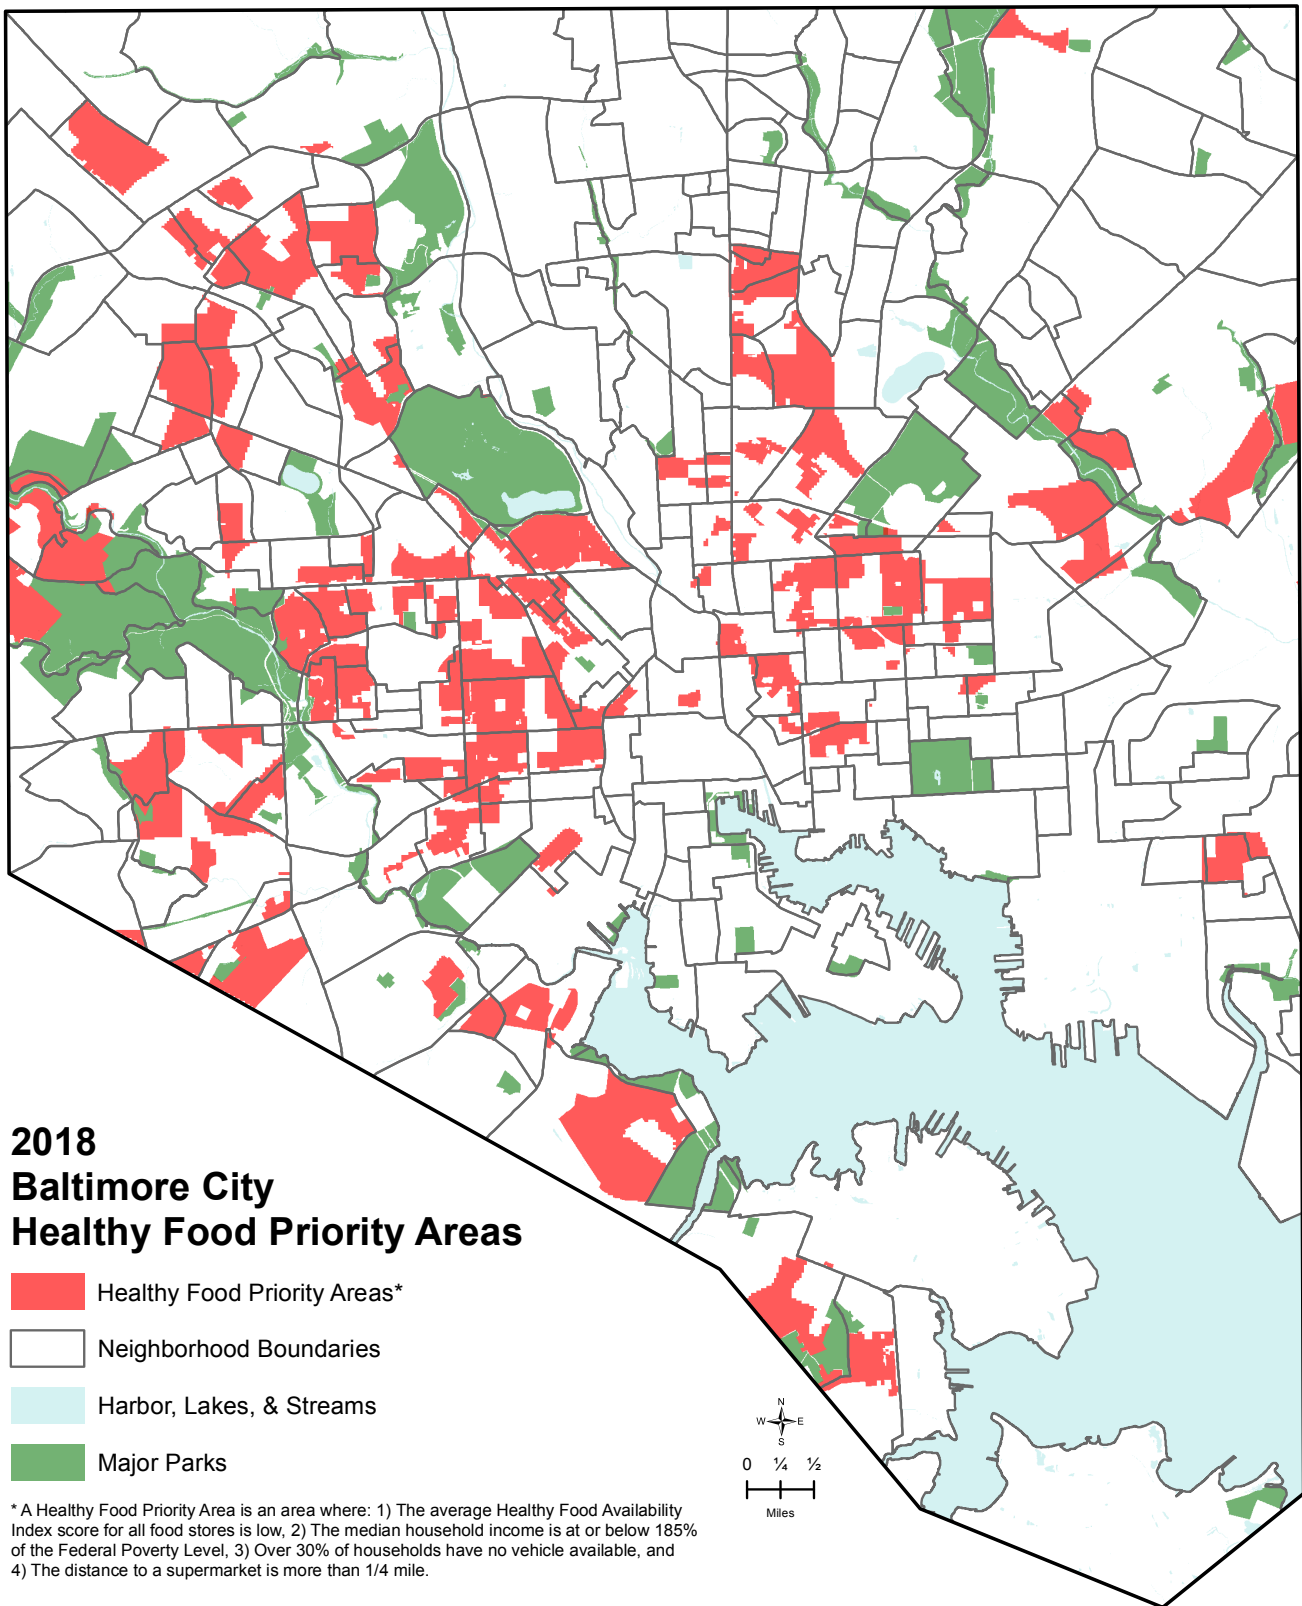 2018
Baltimore City
Healthy Food Priority Areas
Healthy Food Priority Areas*
Neighborhood Boundaries
Harbor, Lakes, & Streams
Major Parks
* A Healthy Food Priority Area is an area where: 1) The average Healthy Food Availability
Index score for all food stores is low, 2) The median household income is at or below 185%
of the Federal Poverty Level, 3) Over 30% of households have no vehicle available, and
4) The distance to a supermarket is more than 1/4 mile.
N
W E
S
0 ¼ ½
Miles